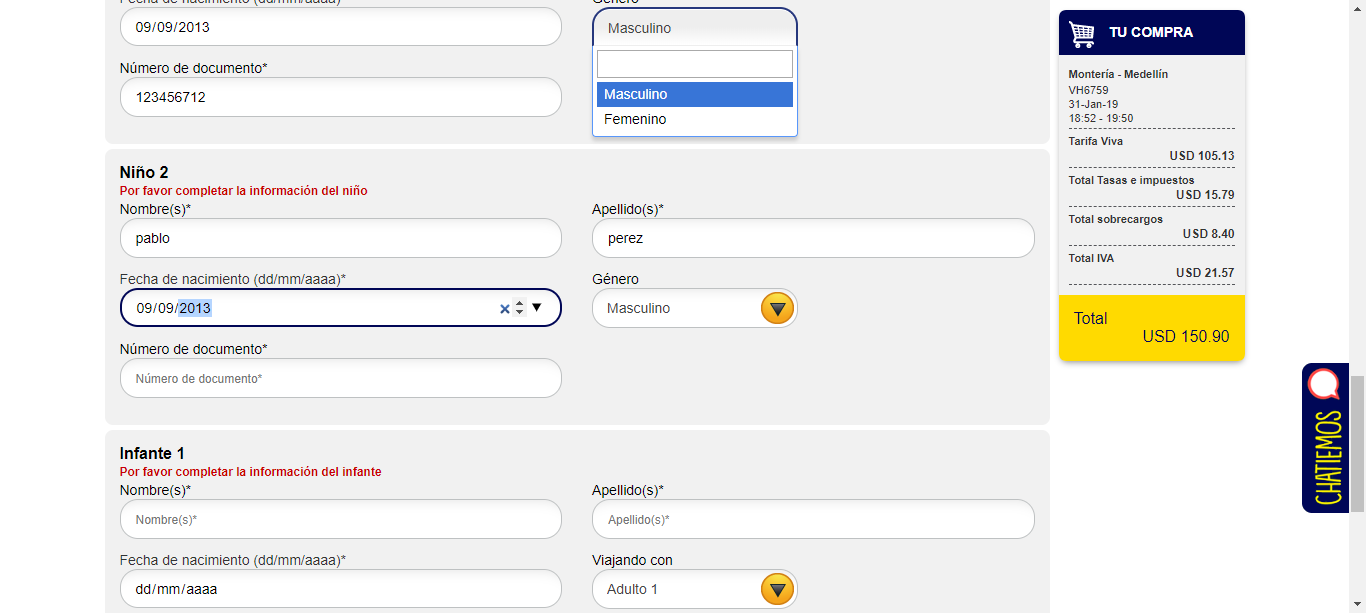 Fecha de nacimiento (dd/mm/aaaa)*
Género
09/09/2013
Masculino
Número de documento*
123456712
Masculino
Femenino
Niño 2
Por favor completar la información del niño
Nombre(s)*
Apellido(s)*
pablo
perez
Fecha de nacimiento (dd/mm/aaaa)*
Género
09/09/2013
Masculino
Número de documento*
Número de documento*
Infante 1
Por favor completar la información del infante
Nombre(s)*
Apellido(s)*
Nombre(s)*
Apellido(s)*
Fecha de nacimiento (dd/mm/aaaa)*
Viajando con
dd/mm/aaaa
Adulto 1
TU COMPRA
Montería - Medellín
VH6759
31-Jan-19
18:52 - 19:50
Tarifa Viva
USD 105.13
Total Tasas e impuestos
USD 15.79
Total sobrecargos
USD 8.40
Total IVA
USD 21.57
Total
USD 150.90
CHATIEMOS